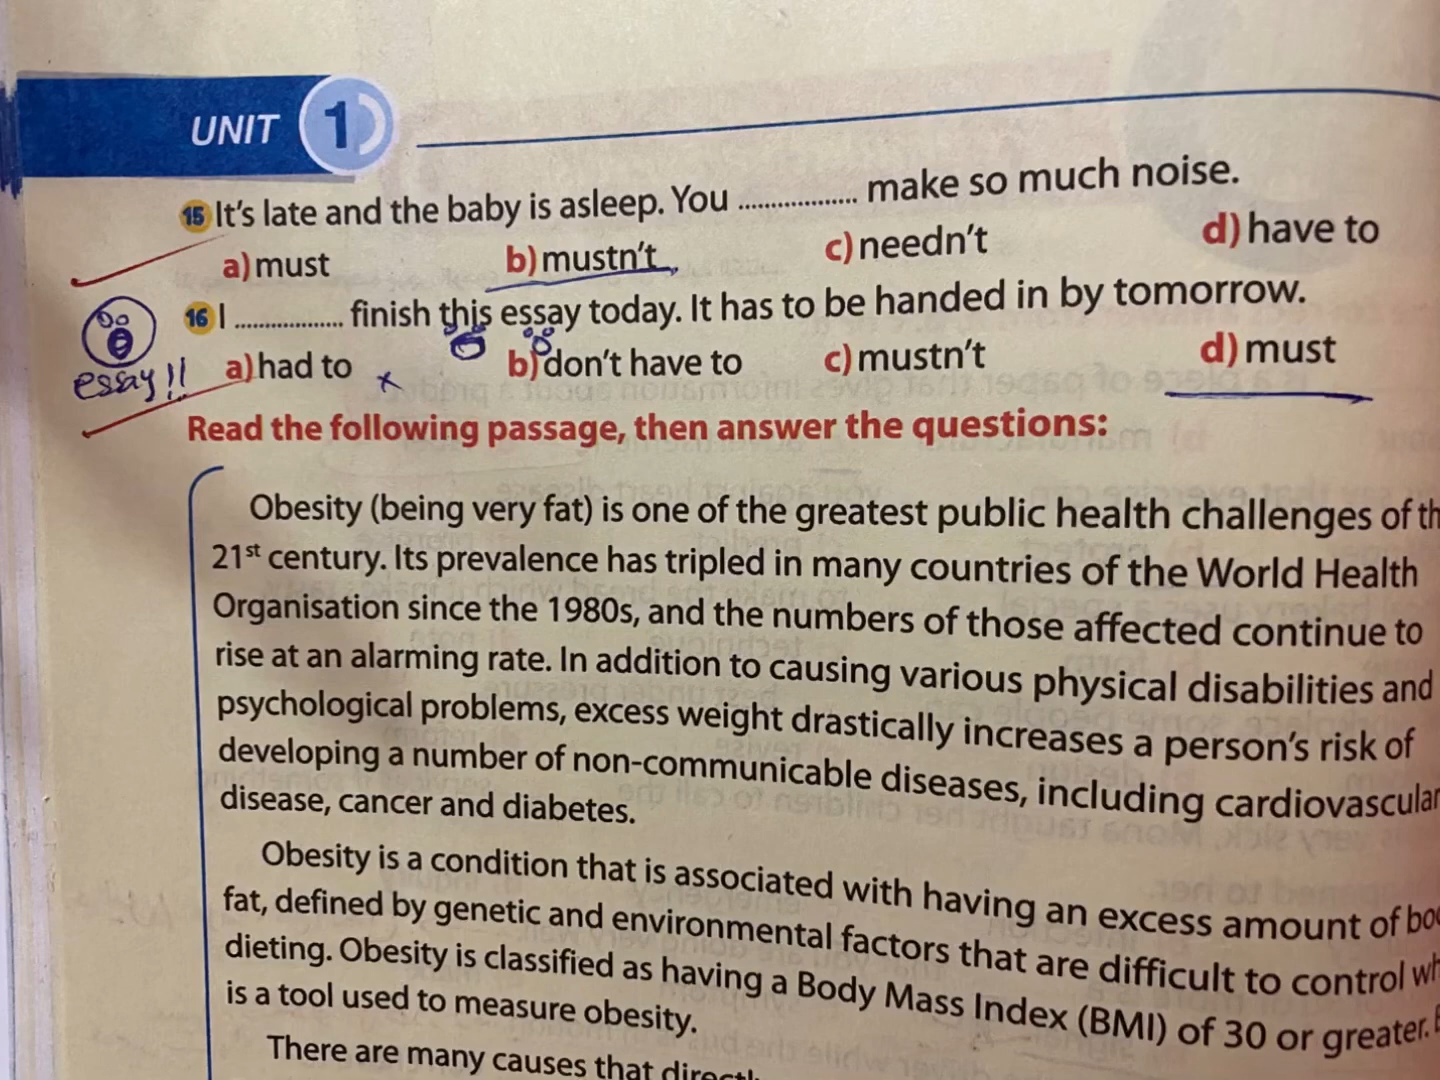 UNIT 1
15 It's late and the baby is asleep. You .................. make so much noise.
a) must b) mustn't c) needn't d) have to
16 I .................. finish this essay today. It has to be handed in by tomorrow.
a) had to b) don't have to c) mustn't d) must
essay!!
Read the following passage, then answer the questions:
Obesity (being very fat) is one of the greatest public health challenges of
21st century. Its prevalence has tripled in many countries of the World Health
Organisation since the 1980s, and the numbers of those affected continue to
rise at an alarming rate. In addition to causing various physical disabilities and
psychological problems, excess weight drastically increases a person's risk of
developing a number of non-communicable diseases, including cardiovascular
disease, cancer and diabetes.
Obesity is a condition that is associated with having an excess amount of
fat, defined by genetic and environmental factors that are difficult to control
dieting. Obesity is classified as having a Body Mass Index (BMI) of 30 or greater.
is a tool used to measure obesity.
There are many causes that